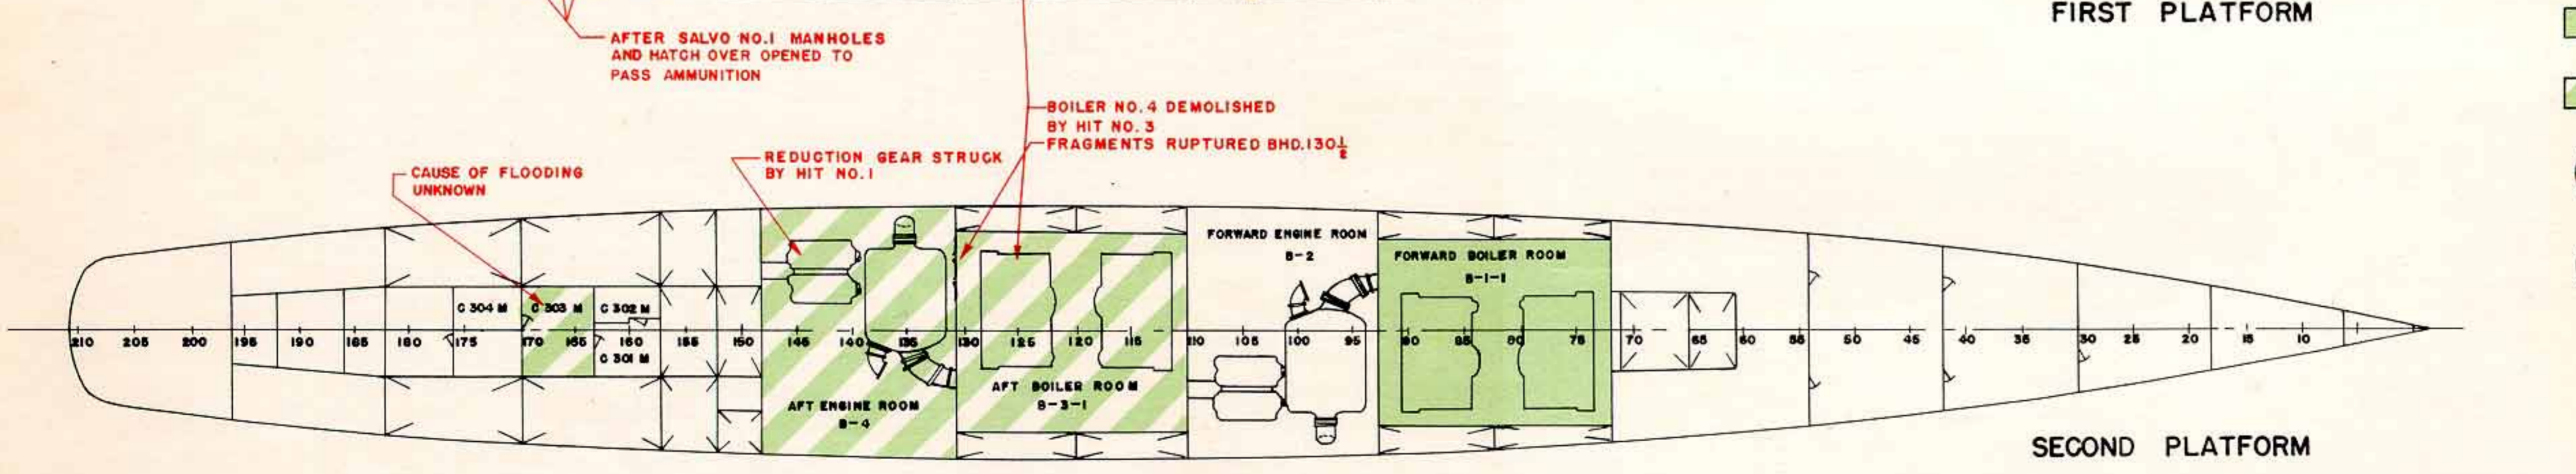 FIRST PLATFORM
AFTER SALVO NO.1 MANHOLES
AND HATCH OVER OPENED TO
PASS AMMUNITION
BOILER NO. 4 DEMOLISHED
BY HIT NO. 3
FRAGMENTS RUPTURED BHD. 130 1/2
REDUCTION GEAR STRUCK
BY HIT NO. 1
CAUSE OF FLOODING
UNKNOWN
FORWARD ENGINE ROOM
B-2
FORWARD BOILER ROOM
B-1-1
C 304 M
C 303 M
C 302 M
C 301 M
210 205 200 195 190 185 180 175 170 165 160 155 150 145 140 135 130 125 120 115 110 105 100 95 90 85 80 75 70 65 60 55 50 45 40 35 30 25 20 15 10
AFT BOILER ROOM
B-3-1
AFT ENGINE ROOM
B-4
SECOND PLATFORM